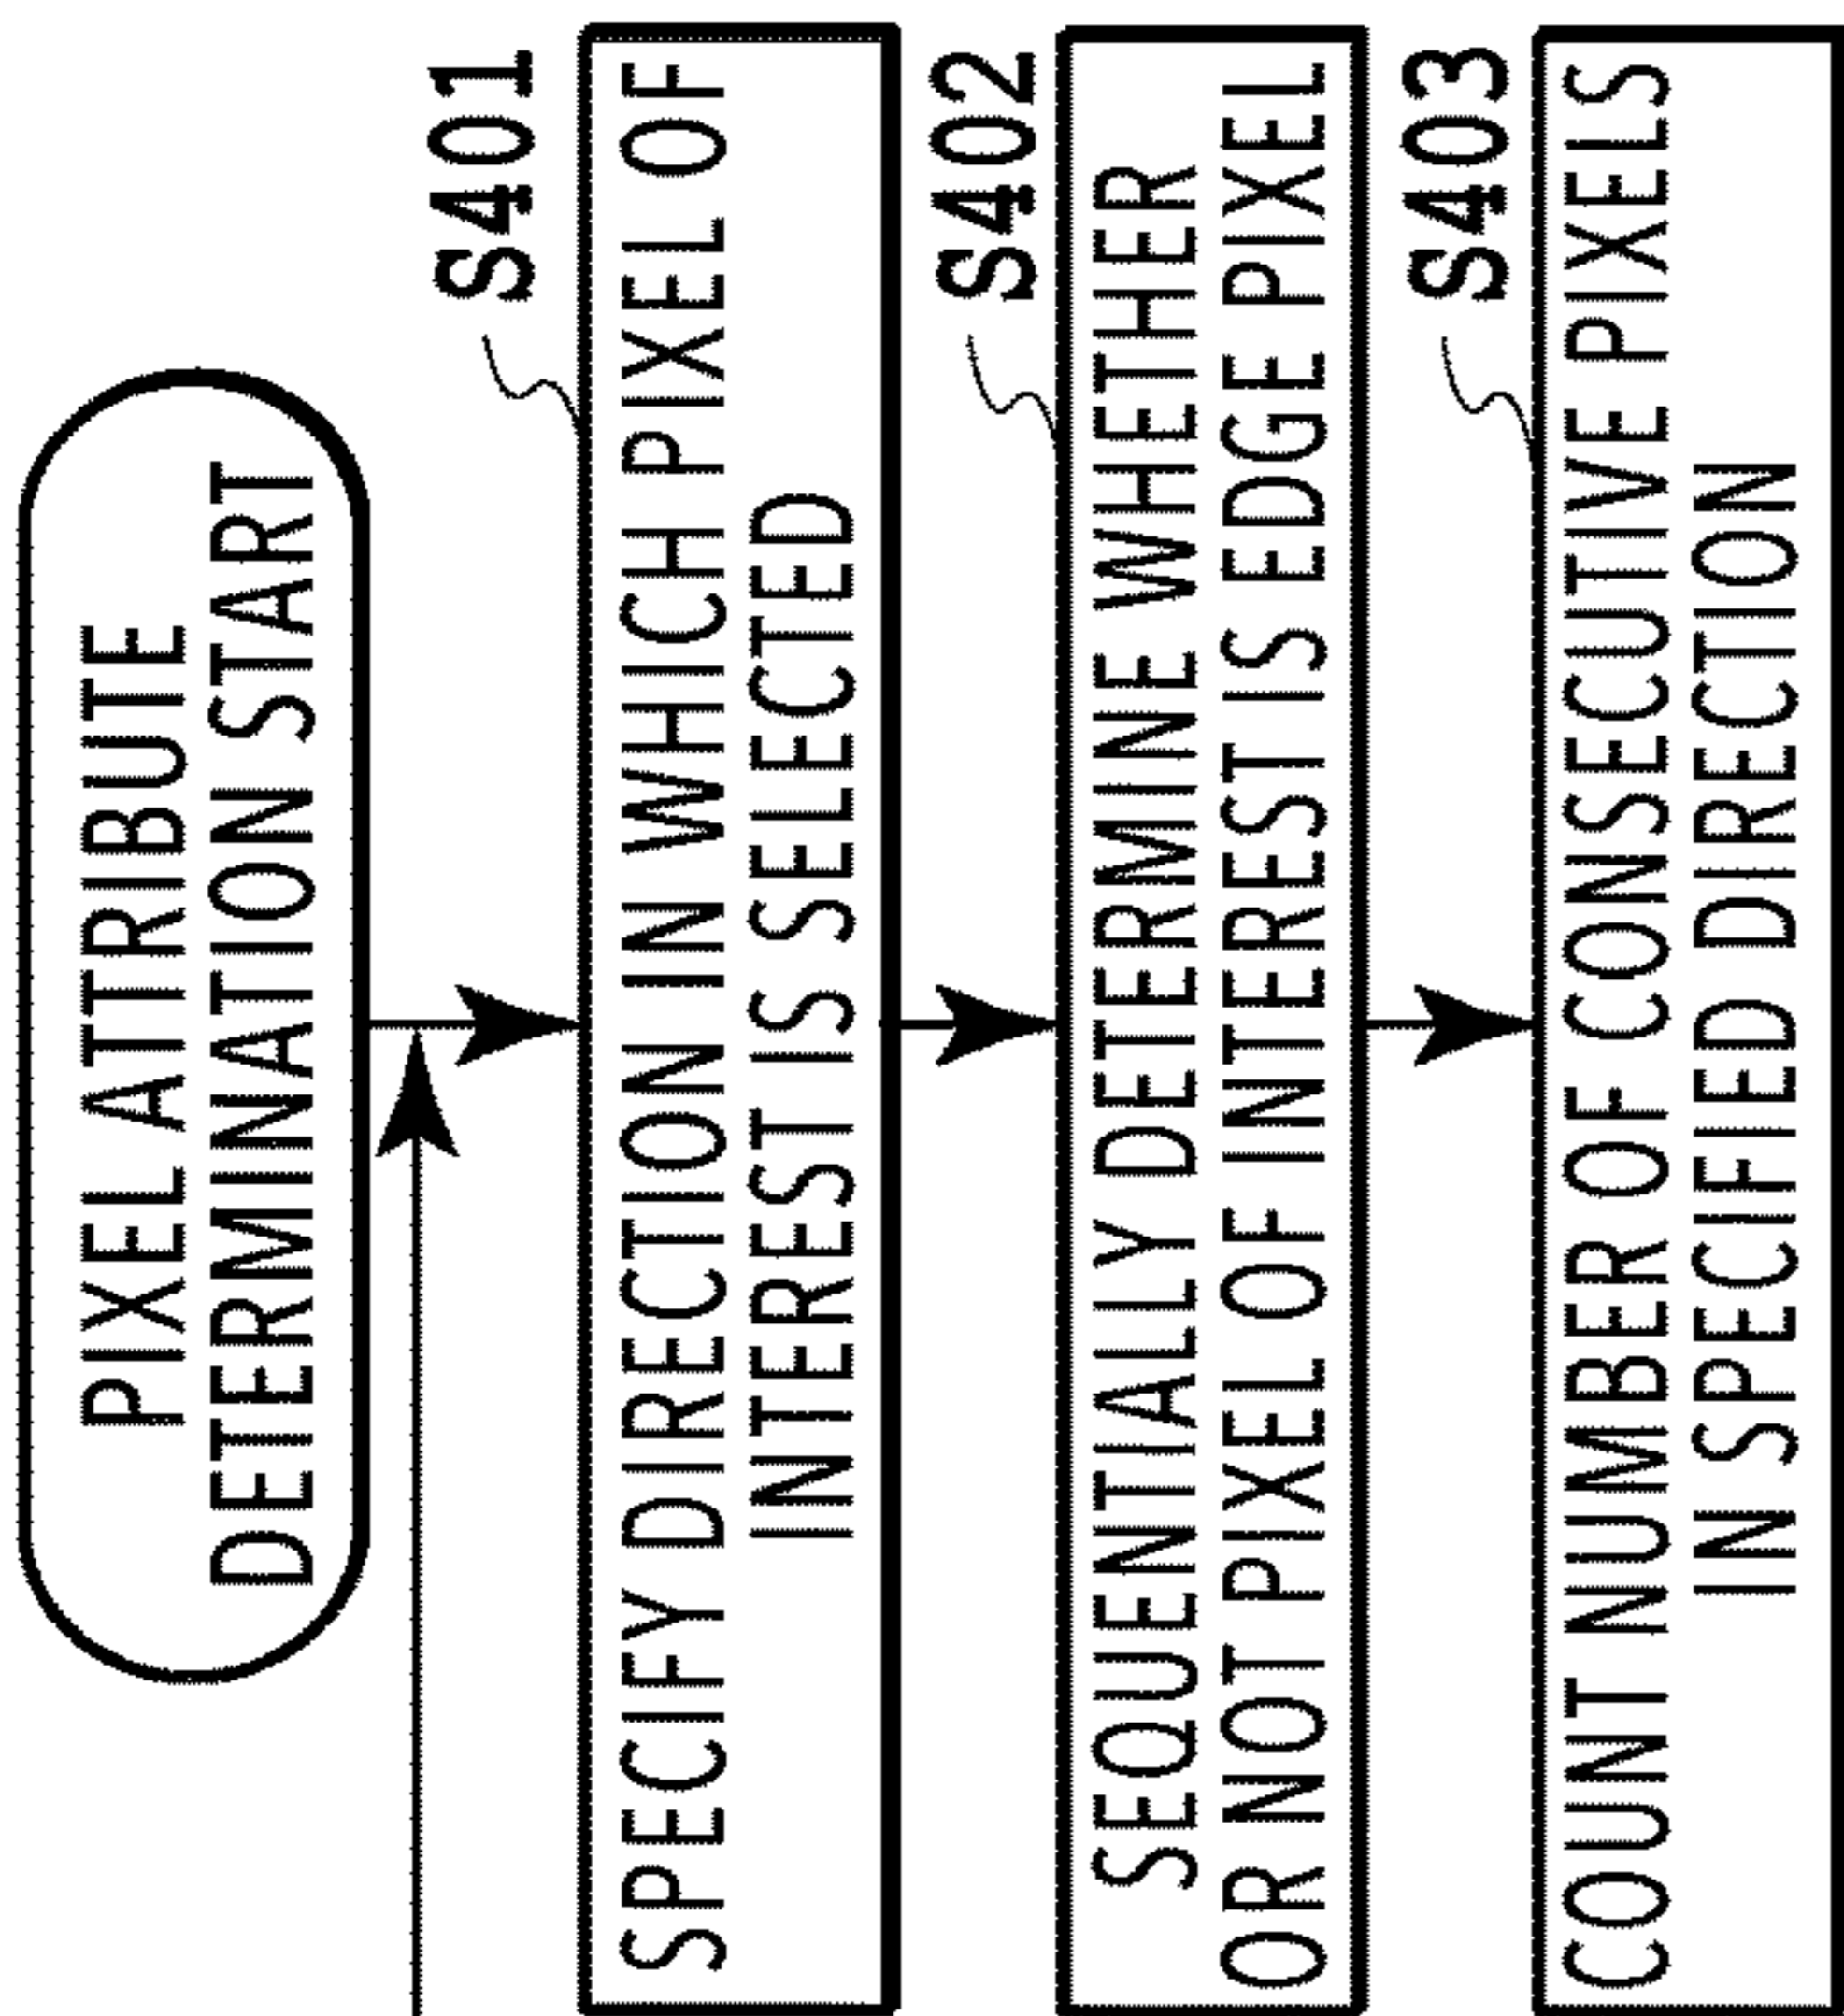 PIXEL ATTRIBUTE
DETERMINATION START
S401
SPECIFY DIRECTION IN WHICH PIXEL OF
INTEREST IS SELECTED
S402
SEQUENTIALLY DETERMINE WHETHER
OR NOT PIXEL OF INTEREST IS EDGE PIXEL
S403
COUNT NUMBER OF CONSECUTIVE PIXELS
IN SPECIFIED DIRECTION